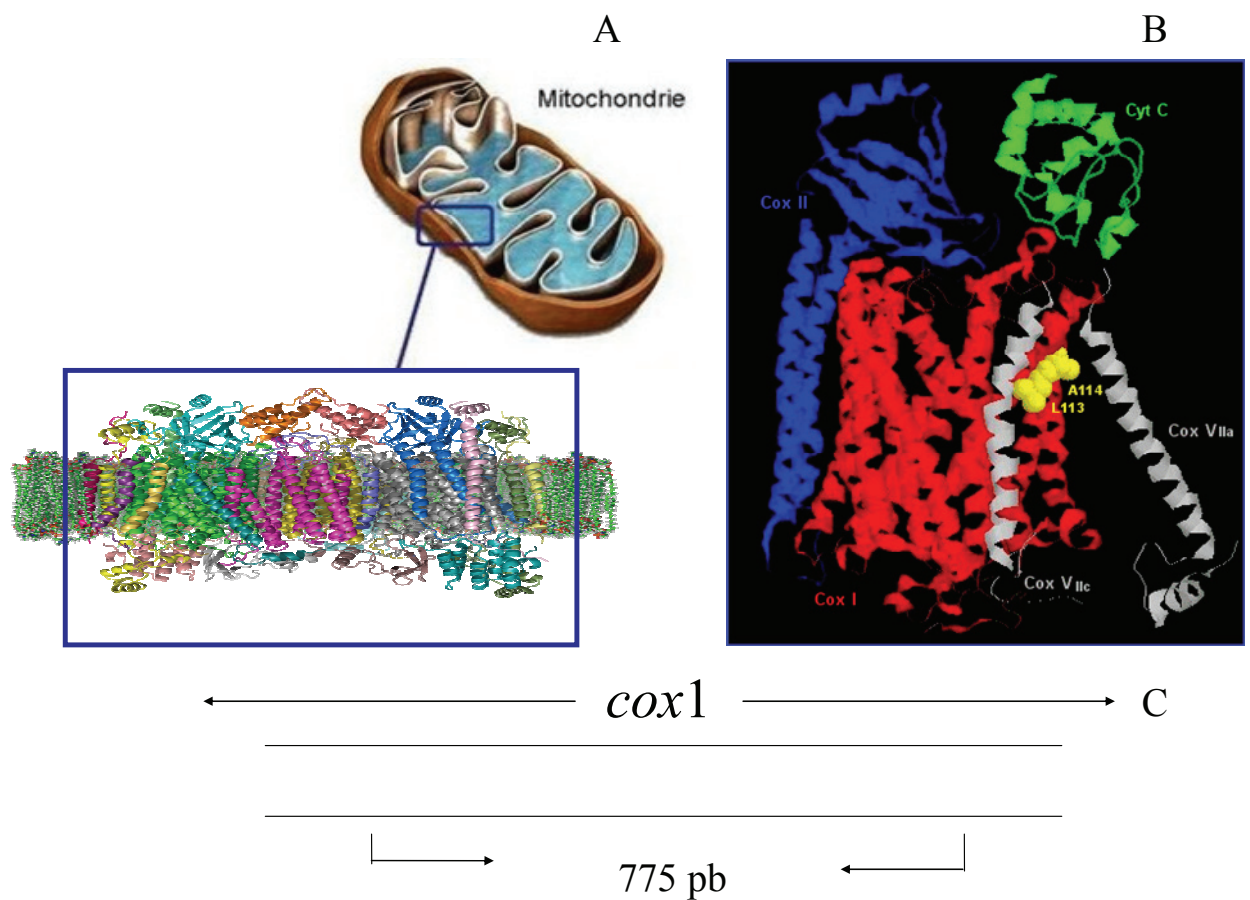 A
B
Mitochondrie
Cyt C
Cox II
A114
L113
Cox VIIa
Cox VIIc
Cox I
cox1
C
775 pb